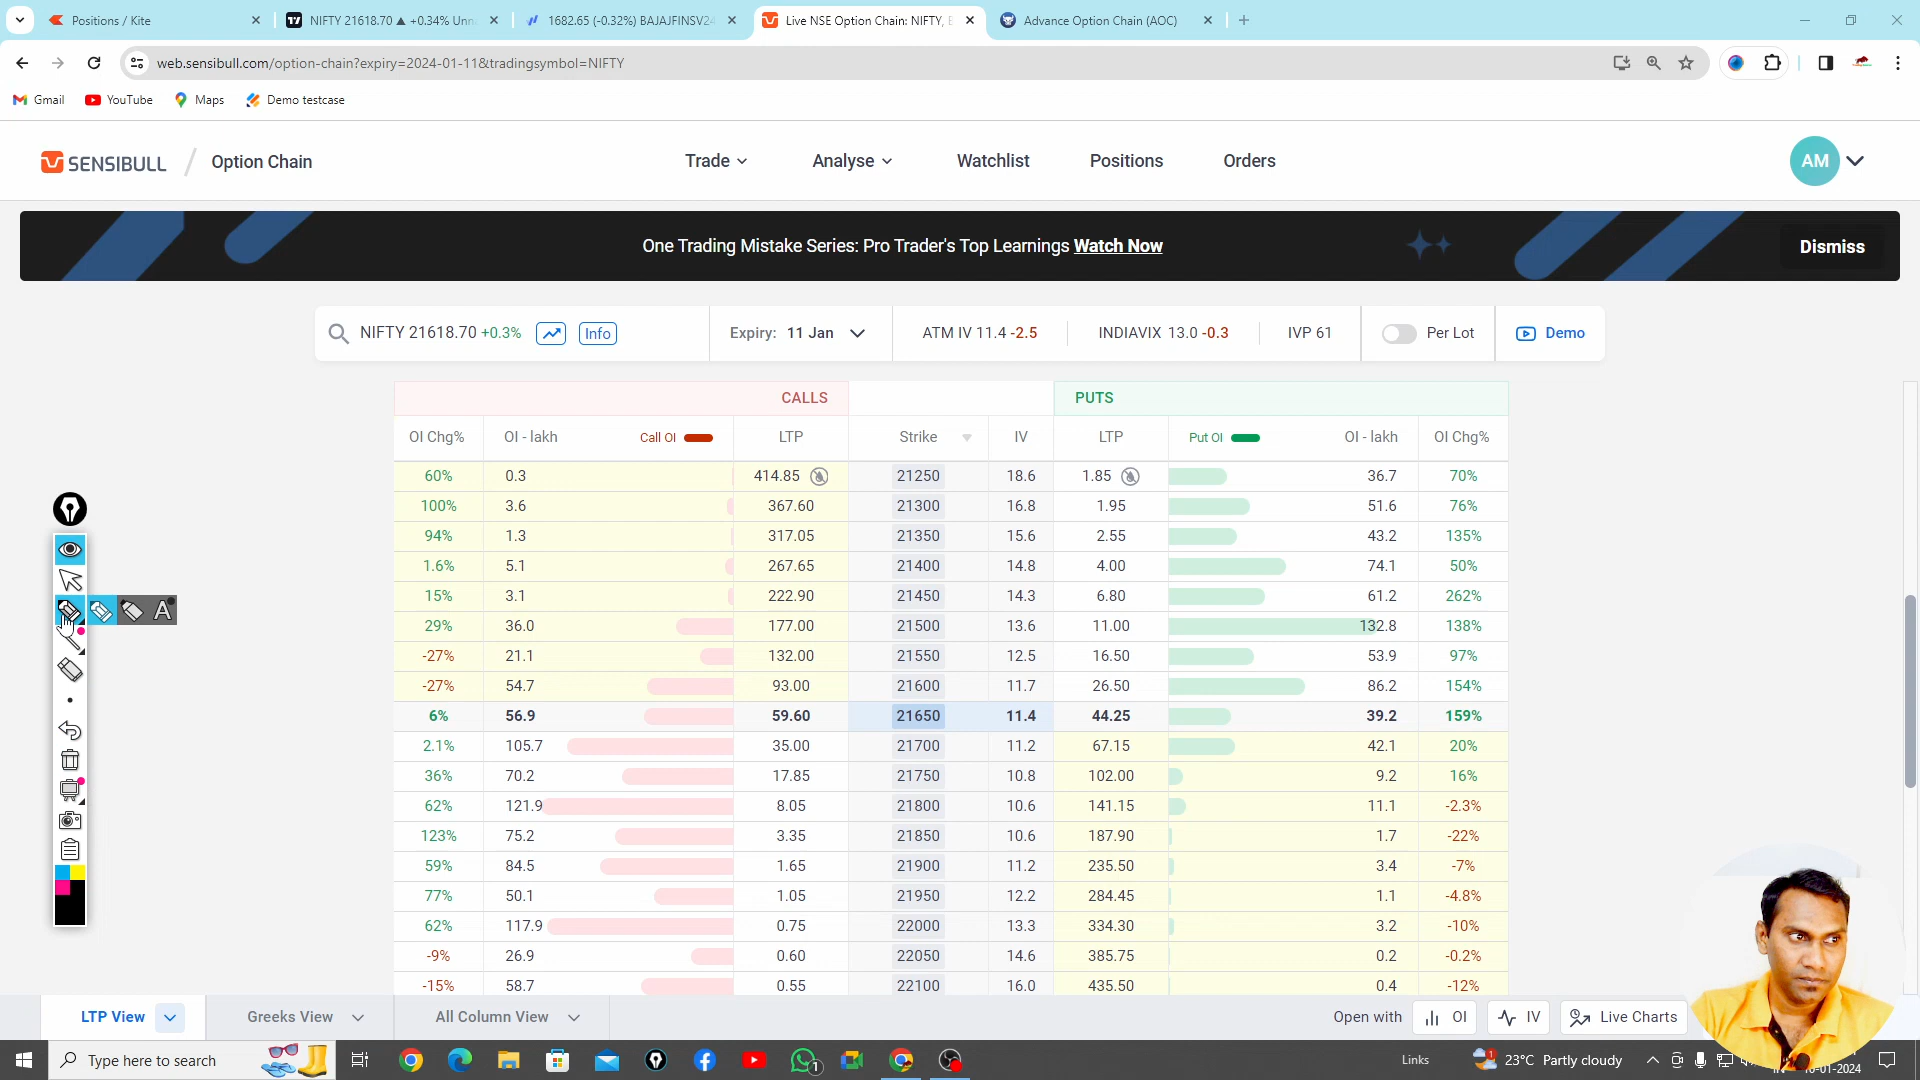 Positions / Kite
NIFTY 21618.70 ▲ +0.34% Unn
1682.65 (-0.32%) BAJAJFINSV24
Live NSE Option Chain: NIFTY, B
Advance Option Chain (AOC)
web.sensibull.com/option-chain?expiry=2024-01-11&tradingsymbol=NIFTY
Gmail YouTube Maps Demo testcase
SENSIBULL / Option Chain Trade Analyse Watchlist Positions Orders AM
One Trading Mistake Series: Pro Trader's Top Learnings Watch Now Dismiss
NIFTY 21618.70 +0.3% Info Expiry: 11 Jan ATM IV 11.4 -2.5 INDIAVIX 13.0 -0.3 IVP 61 Per Lot Demo
CALLS PUTS
OI Chg% OI - lakh Call OI LTP Strike IV LTP Put OI OI - lakh OI Chg%
60% 0.3 414.85 21250 18.6 1.85 36.7 70%
100% 3.6 367.60 21300 16.8 1.95 51.6 76%
94% 1.3 317.05 21350 15.6 2.55 43.2 135%
1.6% 5.1 267.65 21400 14.8 4.00 74.1 50%
15% 3.1 222.90 21450 14.3 6.80 61.2 262%
29% 36.0 177.00 21500 13.6 11.00 132.8 138%
-27% 21.1 132.00 21550 12.5 16.50 53.9 97%
-27% 54.7 93.00 21600 11.7 26.50 86.2 154%
6% 56.9 59.60 21650 11.4 44.25 39.2 159%
2.1% 105.7 35.00 21700 11.2 67.15 42.1 20%
36% 70.2 17.85 21750 10.8 102.00 9.2 16%
62% 121.9 8.05 21800 10.6 141.15 11.1 -2.3%
123% 75.2 3.35 21850 10.6 187.90 1.7 -22%
59% 84.5 1.65 21900 11.2 235.50 3.4 -7%
77% 50.1 1.05 21950 12.2 284.45 1.1 -4.8%
62% 117.9 0.75 22000 13.3 334.30 3.2 -10%
-9% 26.9 0.60 22050 14.6 385.75 0.2 -0.2%
-15% 58.7 0.55 22100 16.0 435.50 0.4 -12%
A
LTP View Greeks View All Column View Open with OI IV Live Charts
Type here to search 1 Links 1 23°C Partly cloudy
10-01-2024